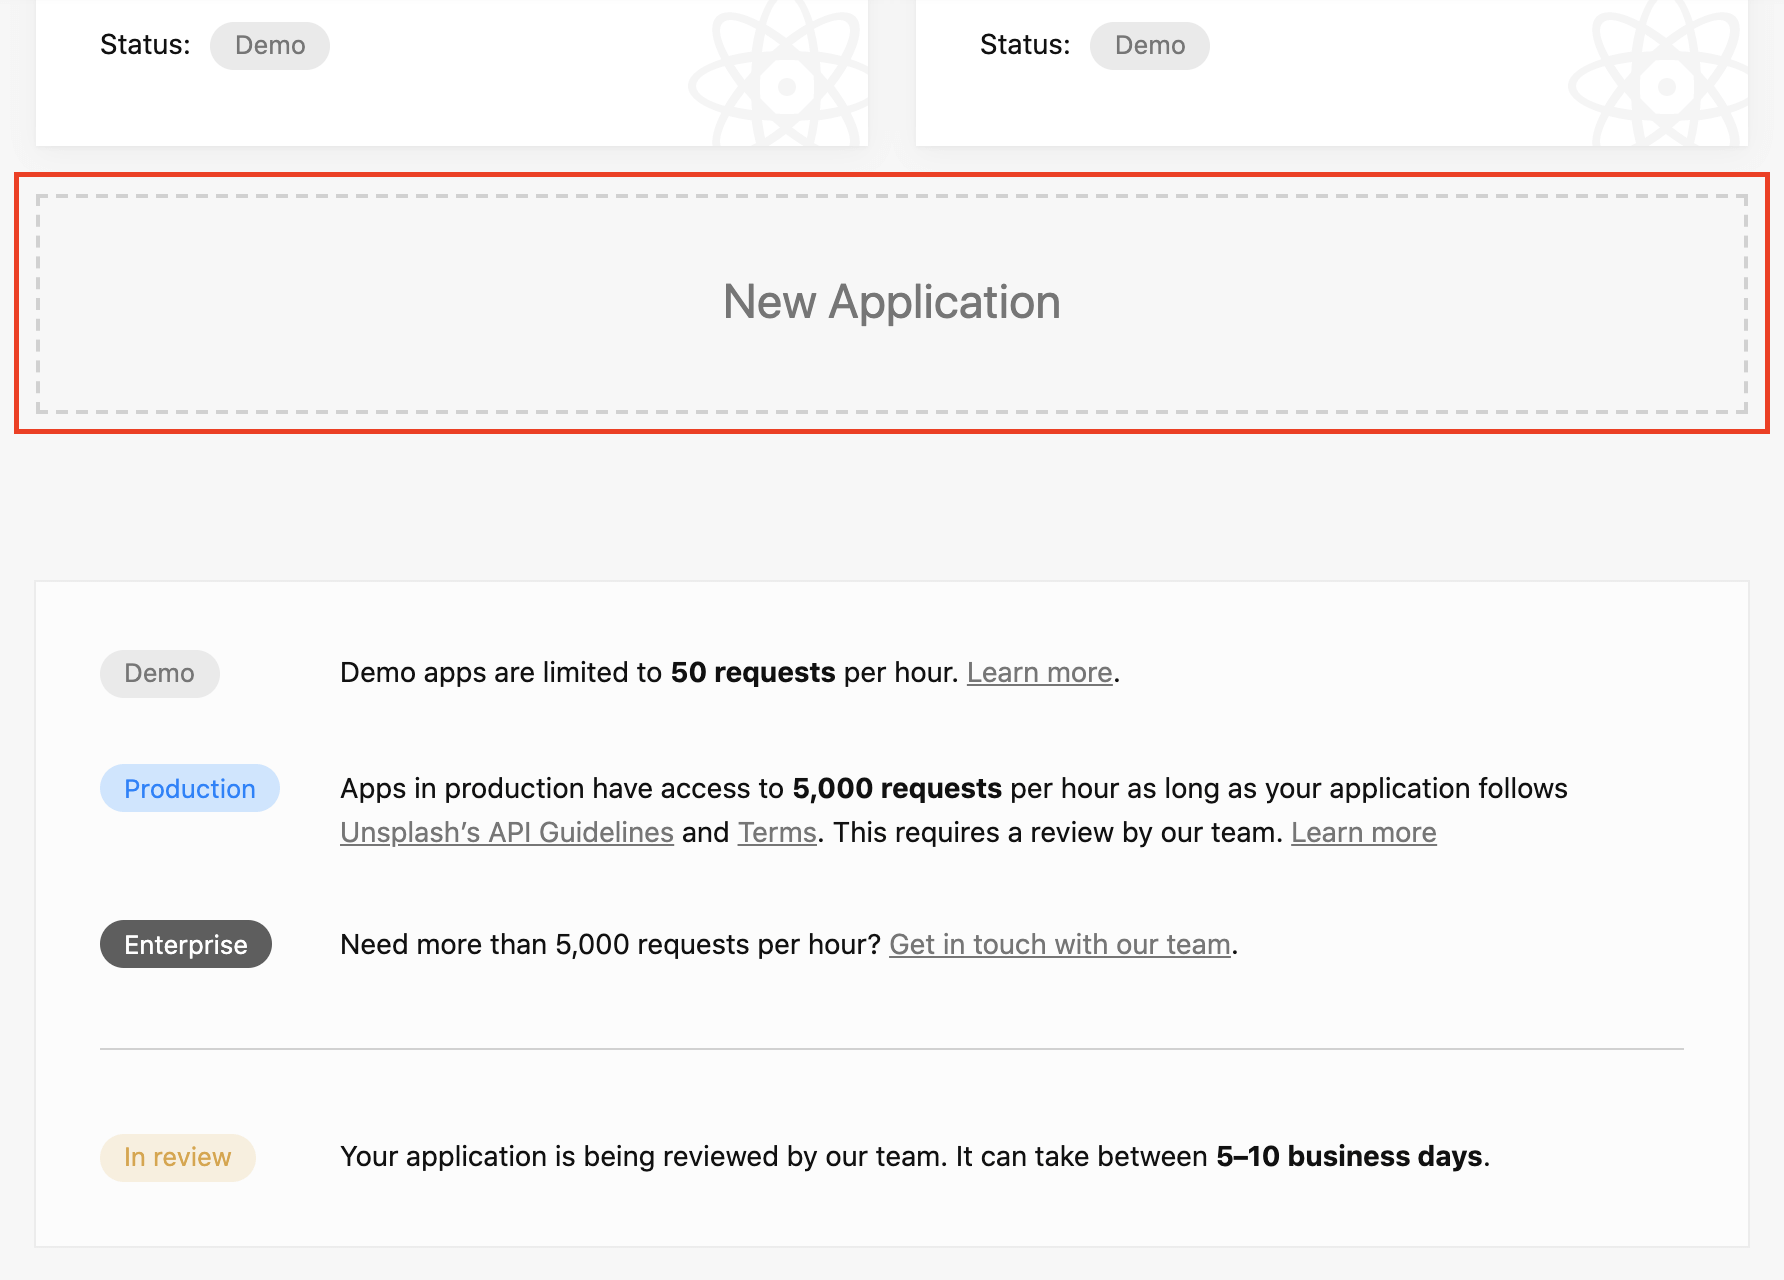 Status: Demo
Status: Demo
New Application
Demo
Demo apps are limited to 50 requests per hour. Learn more.
Production
Apps in production have access to 5,000 requests per hour as long as your application follows
Unsplash’s API Guidelines and Terms. This requires a review by our team. Learn more
Enterprise
Need more than 5,000 requests per hour? Get in touch with our team.
In review
Your application is being reviewed by our team. It can take between 5–10 business days.